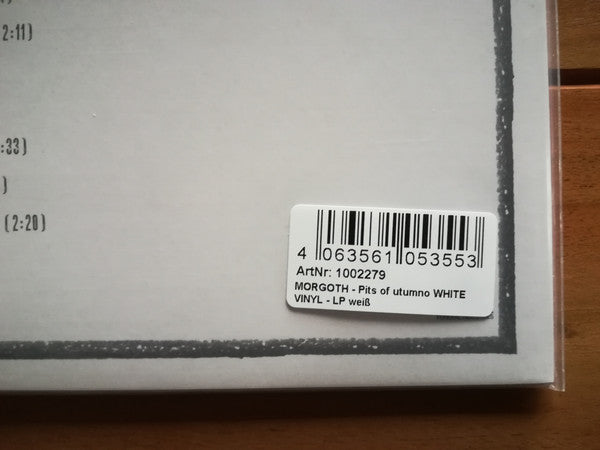 2:11)
:33)
)
(2:20)
4 063561 053553
ArtNr: 1002279
MORGOTH - Pits of utumno WHITE
VINYL - LP weiß